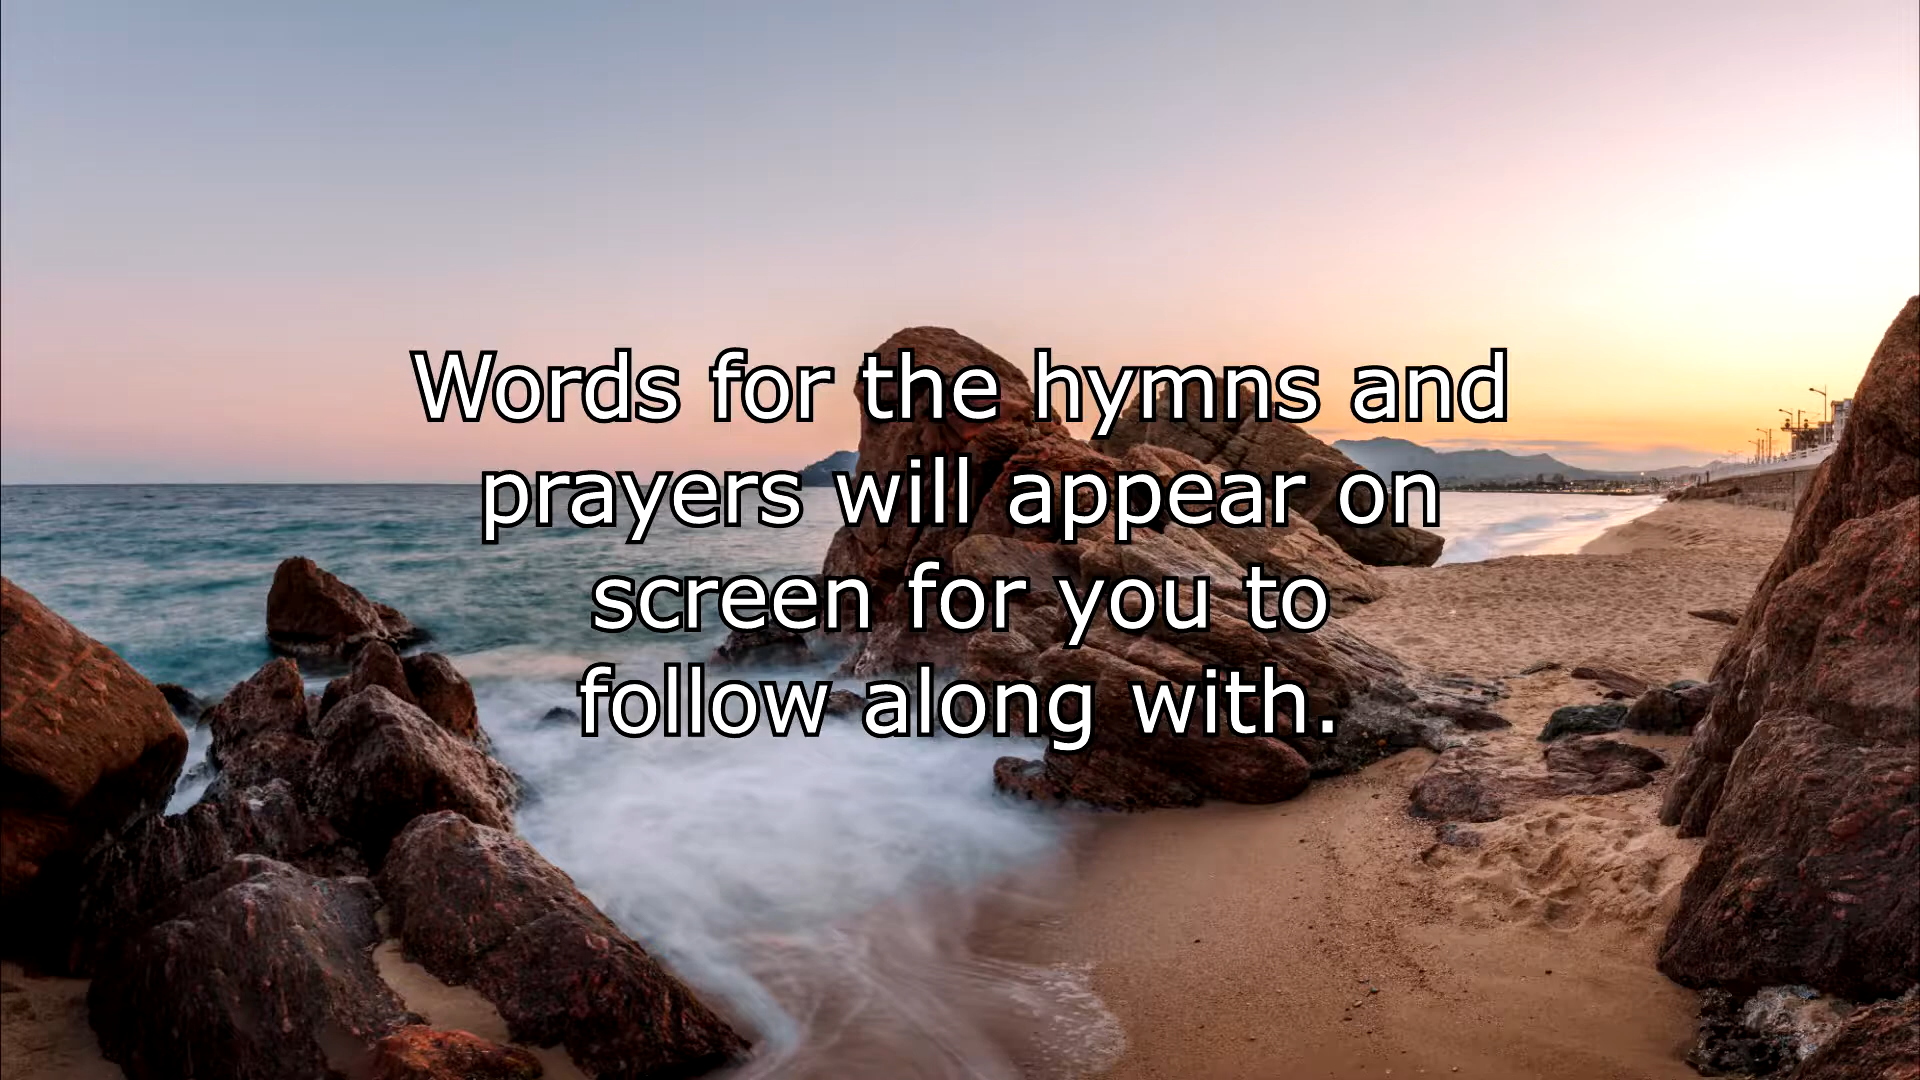 Words for the hymns and
prayers will appear on
screen for you to
follow along with.